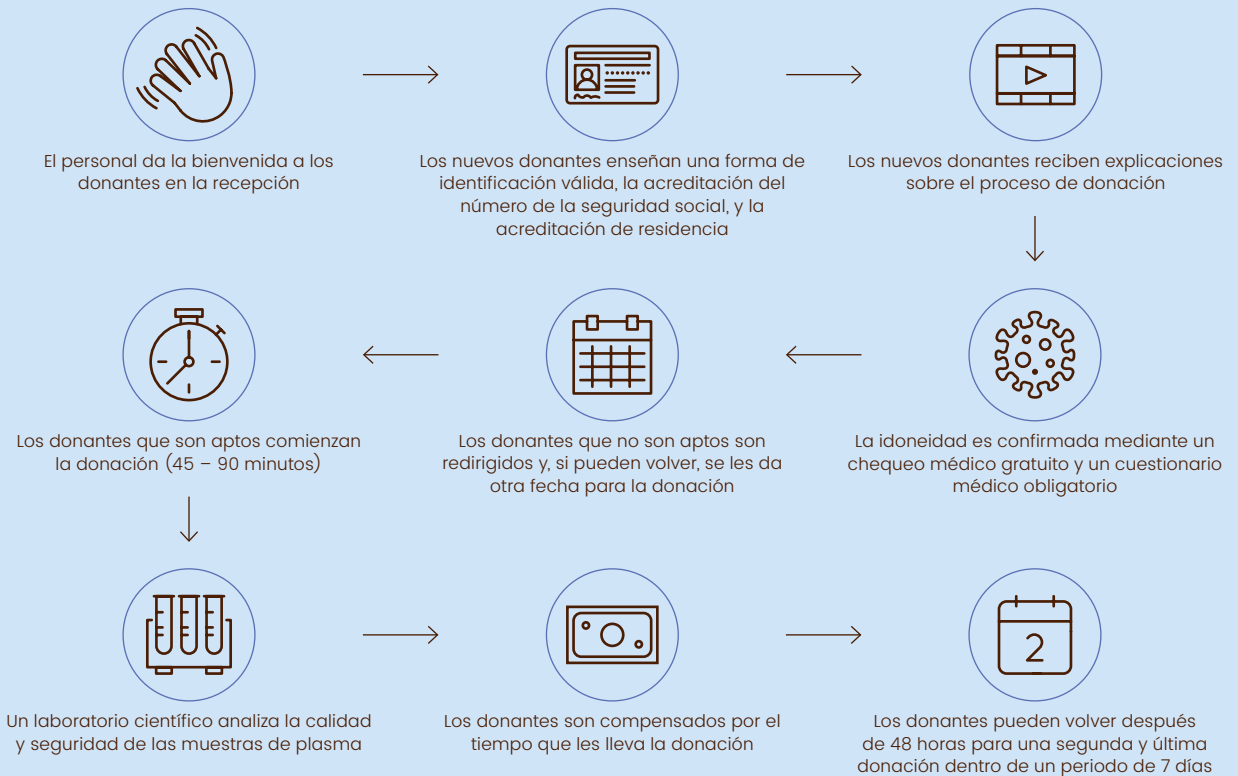 El personal da la bienvenida a los
donantes en la recepción
Los nuevos donantes enseñan una forma de
identificación válida, la acreditación del
número de la seguridad social, y la
acreditación de residencia
Los nuevos donantes reciben explicaciones
sobre el proceso de donación
La idoneidad es confirmada mediante un
chequeo médico gratuito y un cuestionario
médico obligatorio
Los donantes que no son aptos son
redirigidos y, si pueden volver, se les da
otra fecha para la donación
Los donantes que son aptos comienzan
la donación (45 – 90 minutos)
Un laboratorio científico analiza la calidad
y seguridad de las muestras de plasma
Los donantes son compensados por el
tiempo que les lleva la donación
2
Los donantes pueden volver después
de 48 horas para una segunda y última
donación dentro de un periodo de 7 días